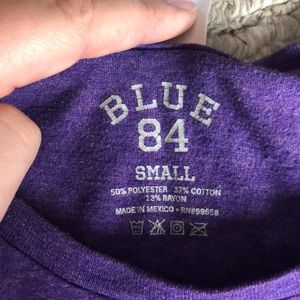 BLUE
84
SMALL
50% POLYESTER 37% COTTON
13% RAYON
MADE IN MEXICO • RN#99658